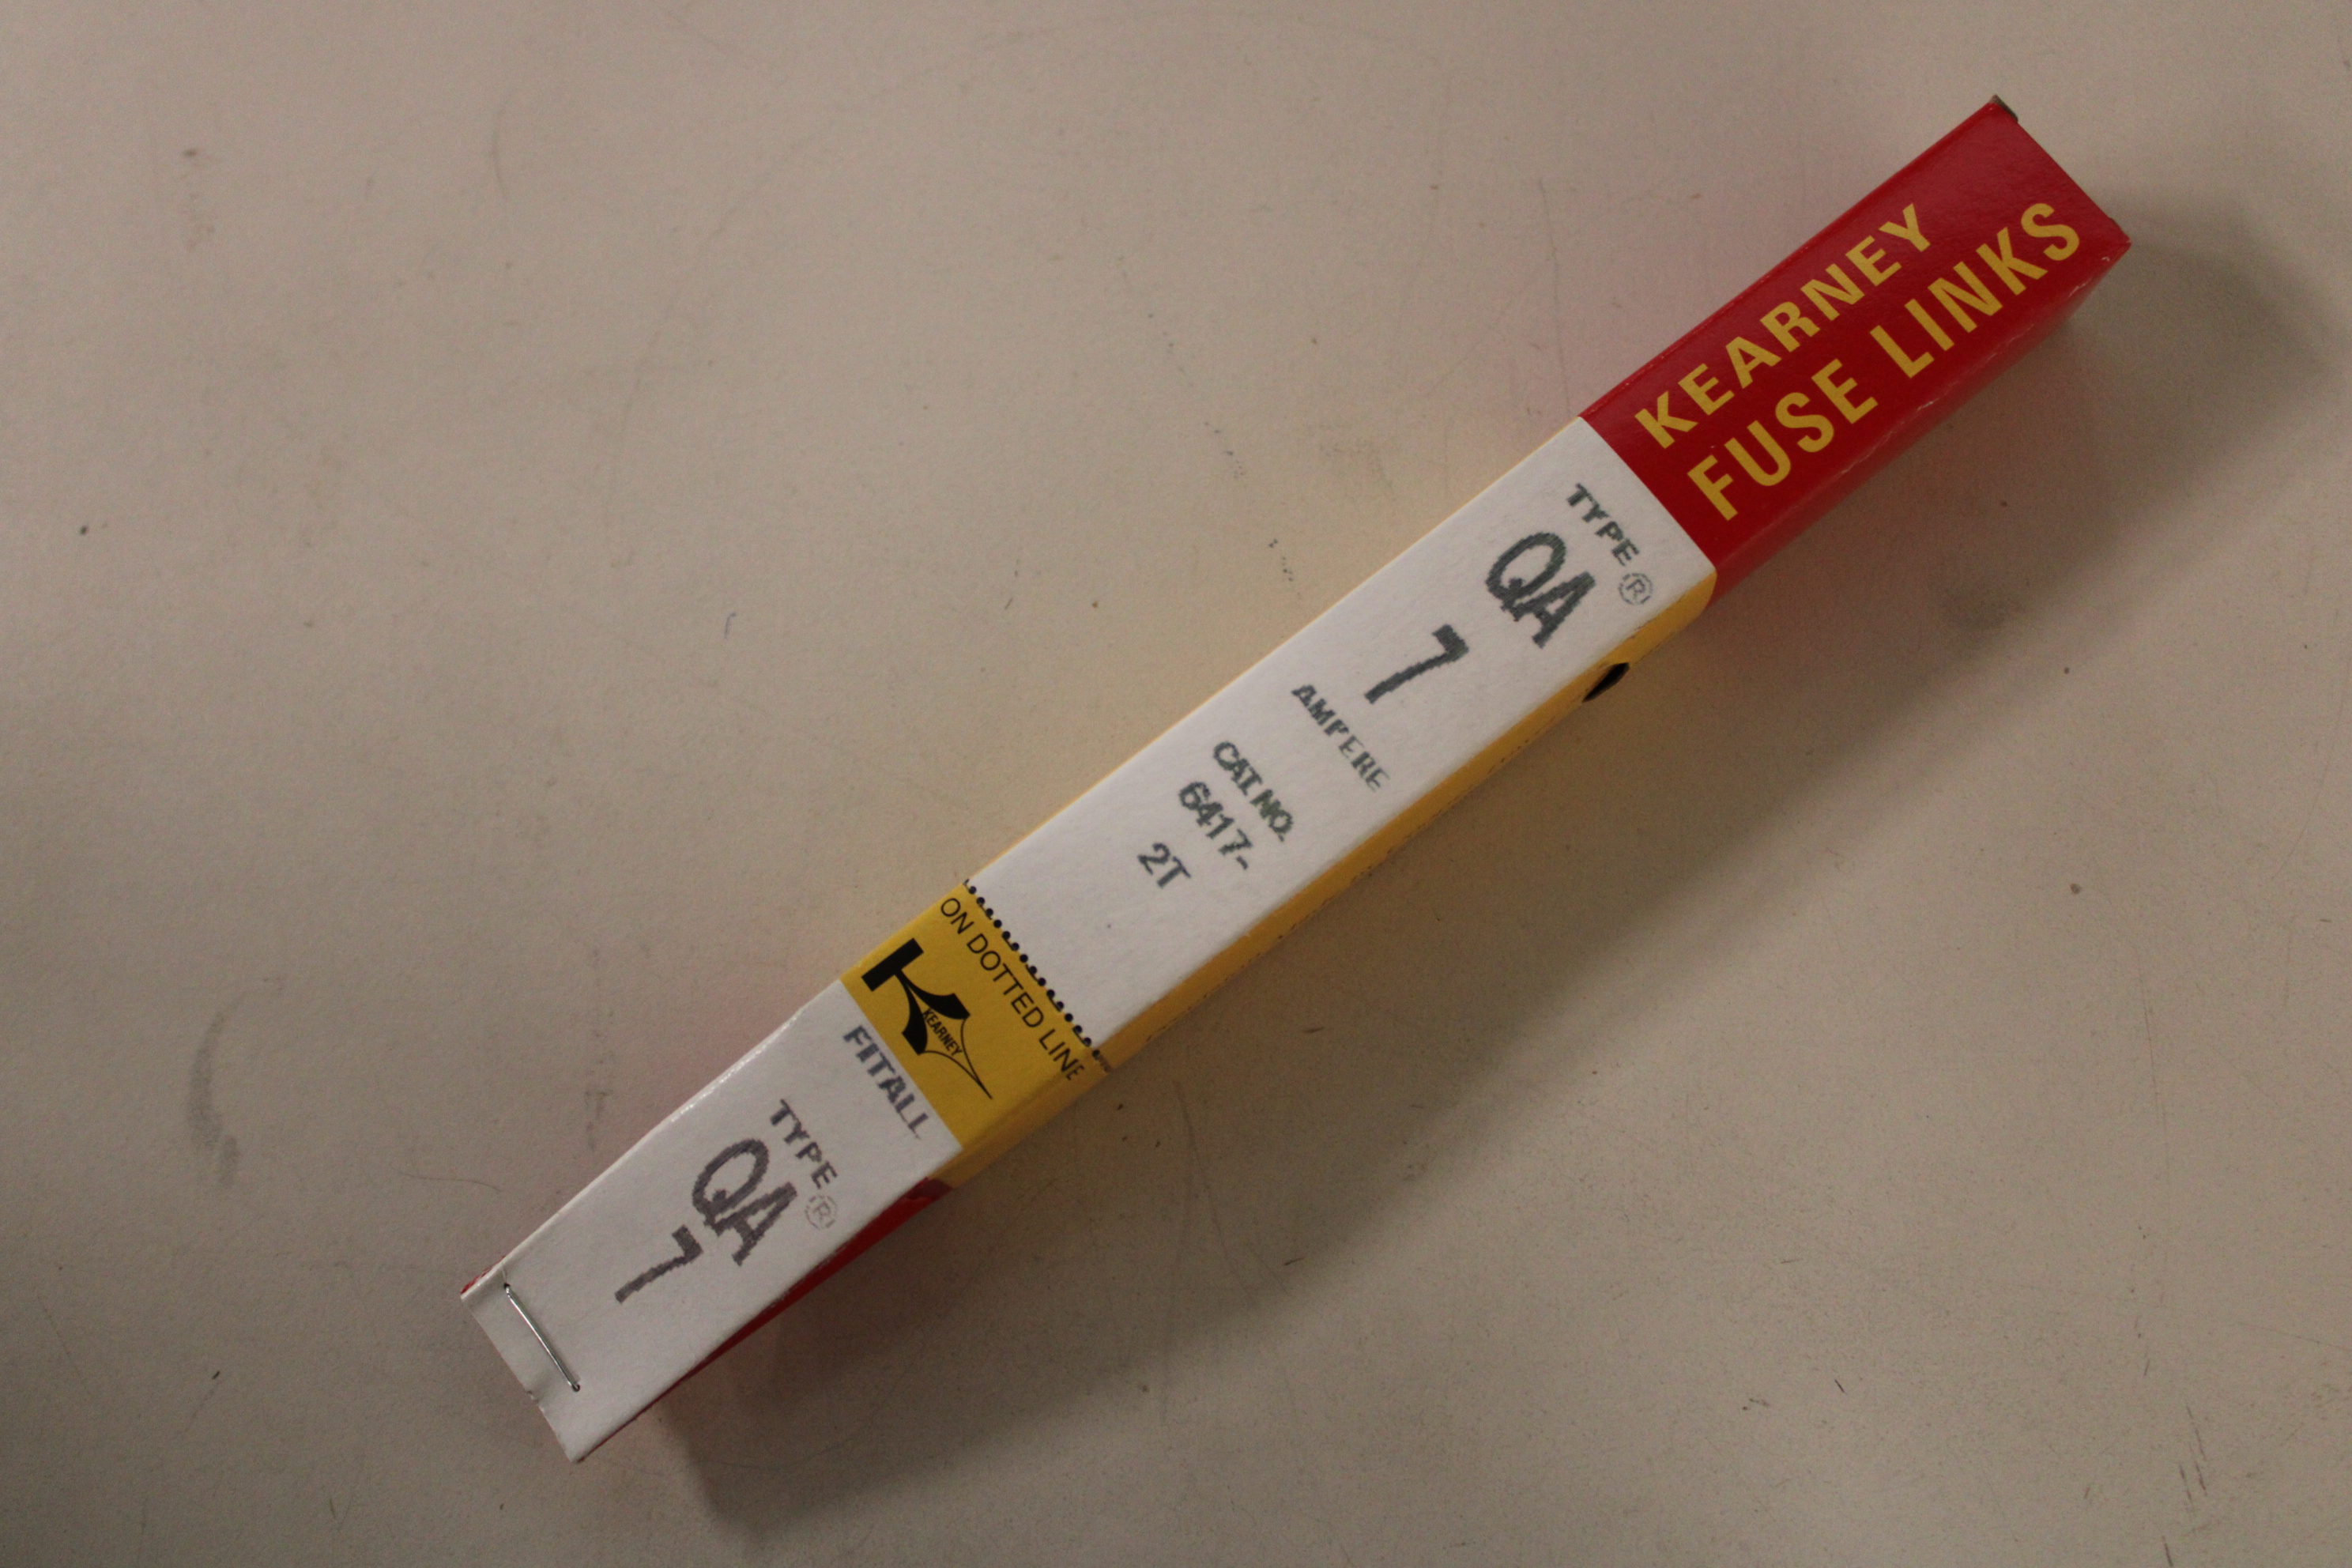 KEARNEY
FUSE LINKS
TYPE ®
QA
7
AMPERE
CAT. NO.
6417-
2T
ON DOTTED LINE
KEARNEY
FITALL
TYPE ®
QA
7